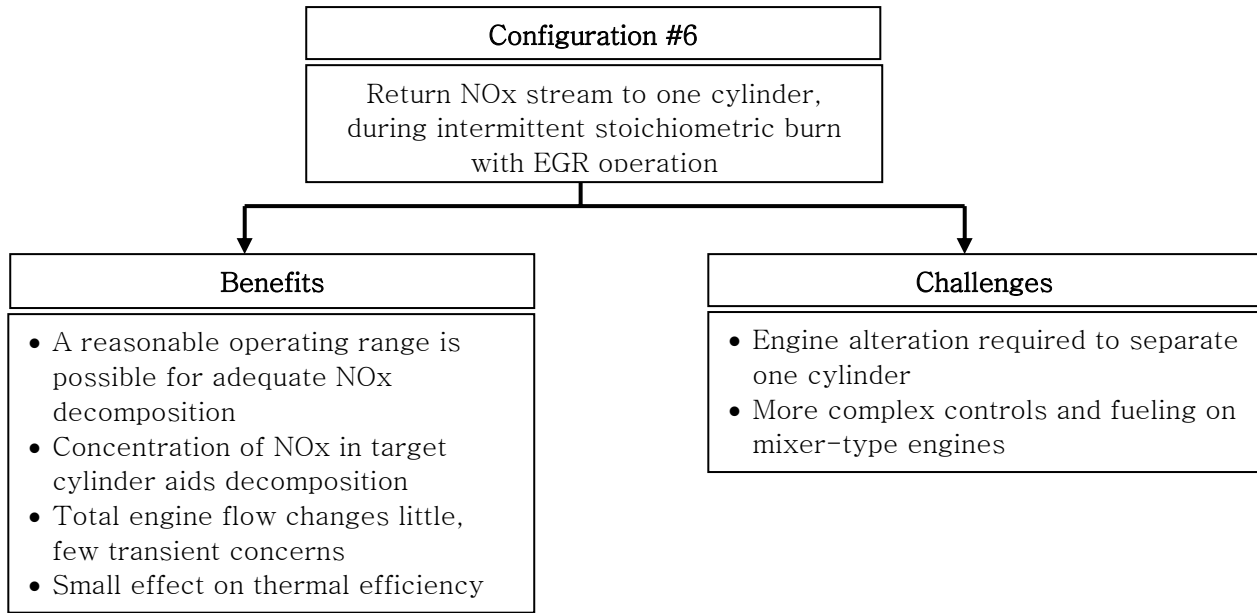 Configuration #6
Return NOx stream to one cylinder,
during intermittent stoichiometric burn
with EGR operation
Benefits
• A reasonable operating range is
possible for adequate NOx
decomposition
• Concentration of NOx in target
cylinder aids decomposition
• Total engine flow changes little,
few transient concerns
• Small effect on thermal efficiency
Challenges
• Engine alteration required to separate
one cylinder
• More complex controls and fueling on
mixer-type engines